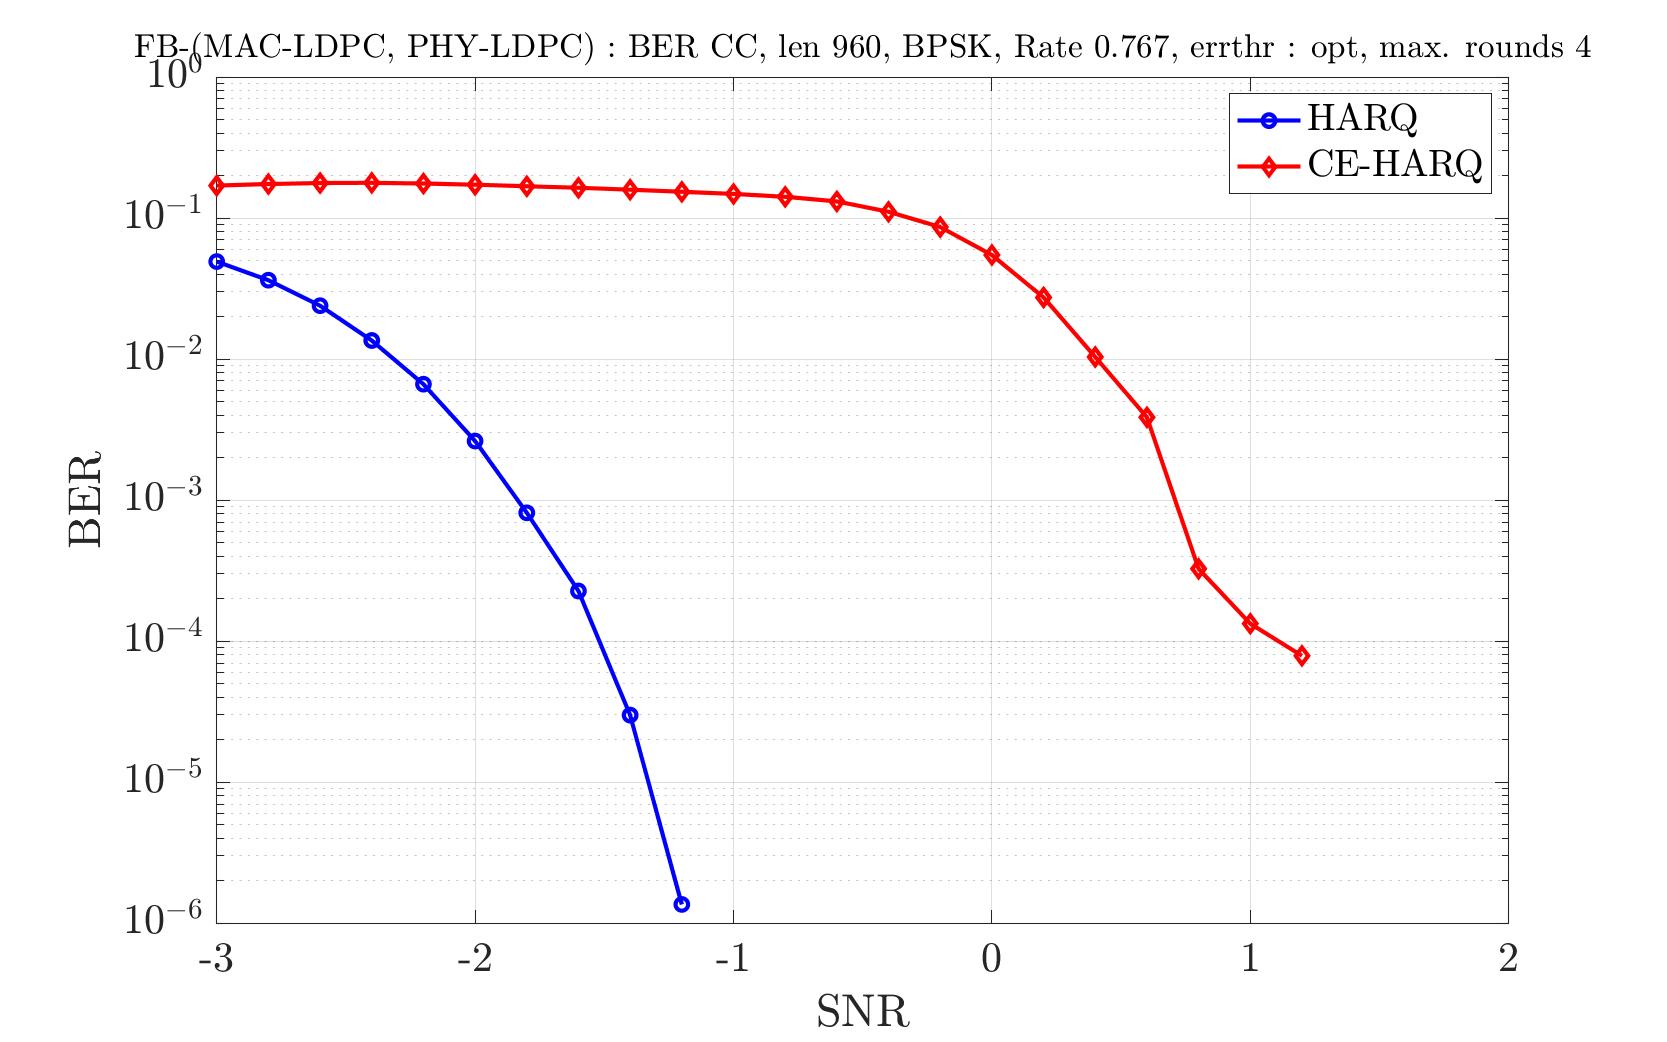 FB-(MAC-LDPC, PHY-LDPC) : BER CC, len 960, BPSK, Rate 0.767, errthr : opt, max. rounds 4
10^0
10^{-1}
10^{-2}
10^{-3}
10^{-4}
10^{-5}
10^{-6}
BER
HARQ
CE-HARQ
-3 -2 -1 0 1 2
SNR